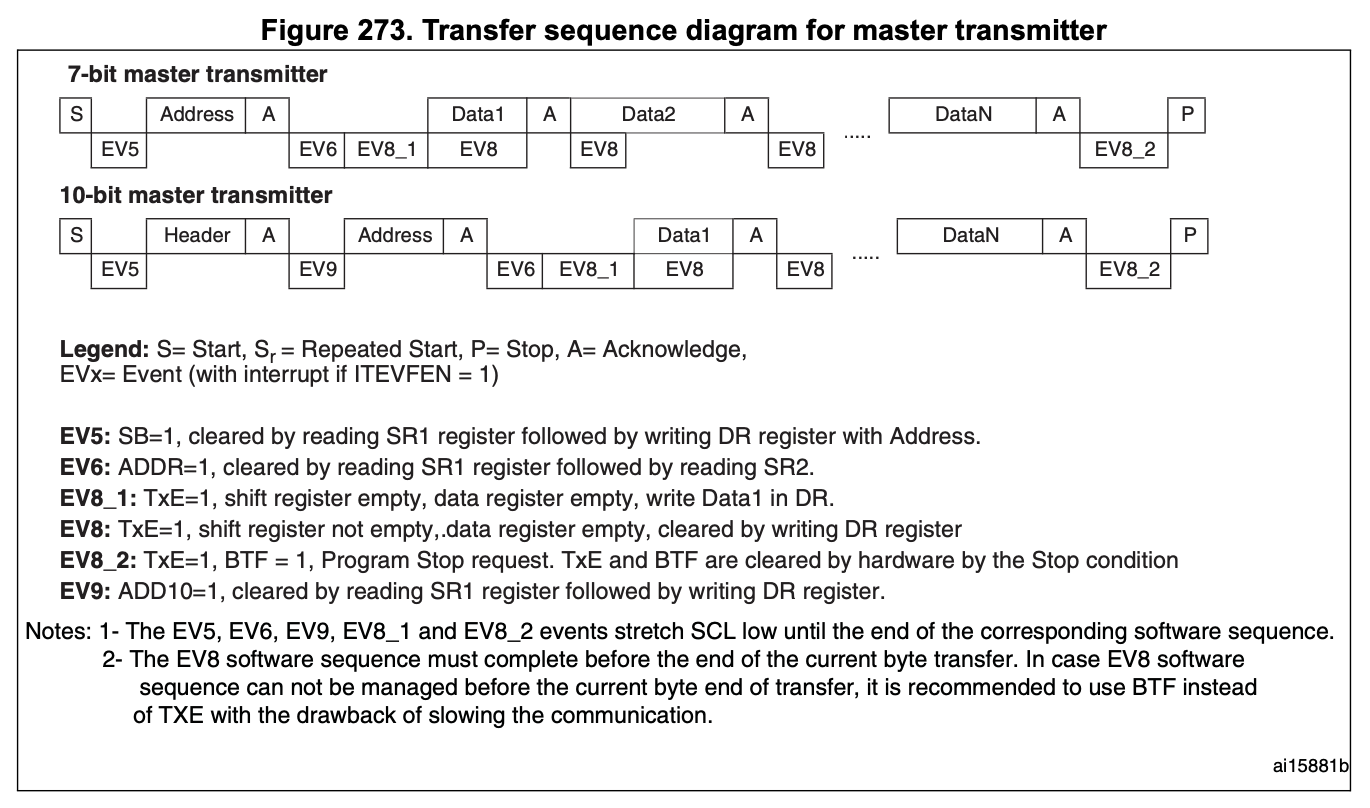 Figure 273. Transfer sequence diagram for master transmitter
7-bit master transmitter
S Address A Data1 A Data2 A ..... DataN A P
EV5 EV6 EV8_1 EV8 EV8 EV8 EV8_2
10-bit master transmitter
S Header A Address A Data1 A ..... DataN A P
EV5 EV9 EV6 EV8_1 EV8 EV8 EV8_2
Legend: S= Start, Sr = Repeated Start, P= Stop, A= Acknowledge,
EVx= Event (with interrupt if ITEVFEN = 1)
EV5: SB=1, cleared by reading SR1 register followed by writing DR register with Address.
EV6: ADDR=1, cleared by reading SR1 register followed by reading SR2.
EV8_1: TxE=1, shift register empty, data register empty, write Data1 in DR.
EV8: TxE=1, shift register not empty,.data register empty, cleared by writing DR register
EV8_2: TxE=1, BTF = 1, Program Stop request. TxE and BTF are cleared by hardware by the Stop condition
EV9: ADD10=1, cleared by reading SR1 register followed by writing DR register.
Notes: 1- The EV5, EV6, EV9, EV8_1 and EV8_2 events stretch SCL low until the end of the corresponding software sequence.
2- The EV8 software sequence must complete before the end of the current byte transfer. In case EV8 software
sequence can not be managed before the current byte end of transfer, it is recommended to use BTF instead
of TXE with the drawback of slowing the communication.
ai15881b